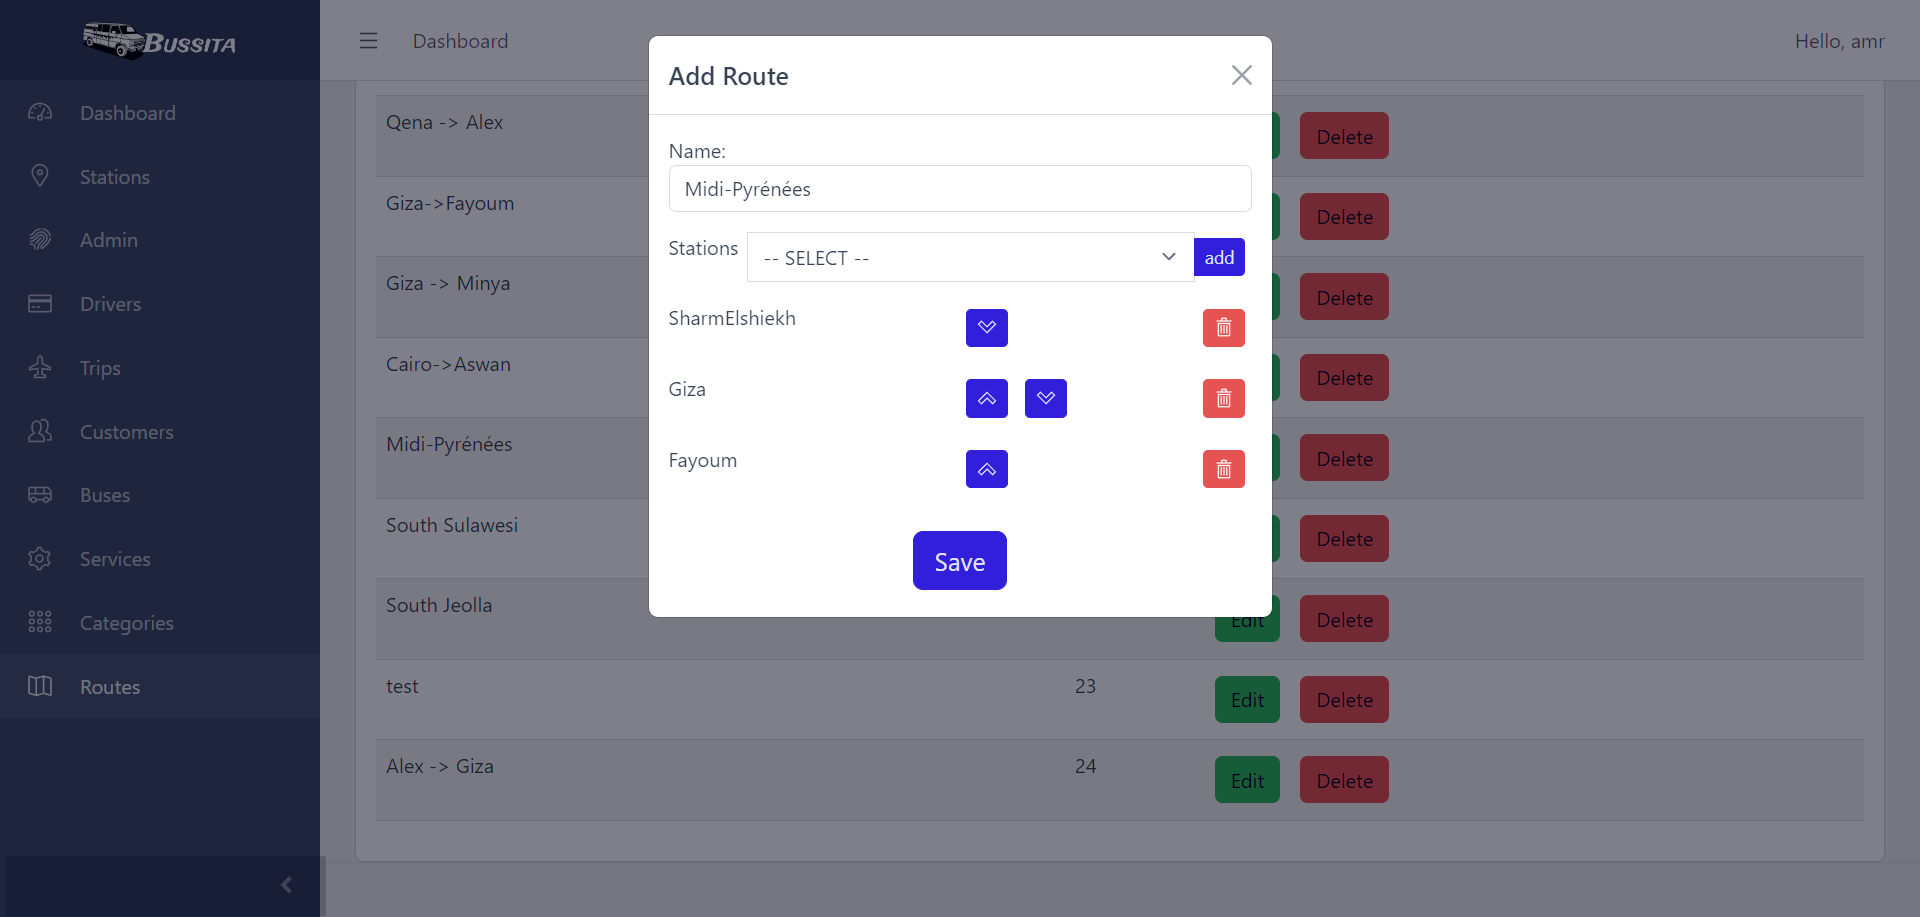 BUSSITA
Dashboard
Hello, amr
Dashboard
Stations
Admin
Drivers
Trips
Customers
Buses
Services
Categories
Routes
Add Route
Name:
Midi-Pyrénées
Stations
-- SELECT --
add
SharmElshiekh
Giza
Fayoum
Save
Qena -> Alex
Delete
Giza->Fayoum
Delete
Giza -> Minya
Delete
Cairo->Aswan
Delete
Midi-Pyrénées
Delete
South Sulawesi
Delete
South Jeolla
Edit
Delete
test
23
Edit
Delete
Alex -> Giza
24
Edit
Delete